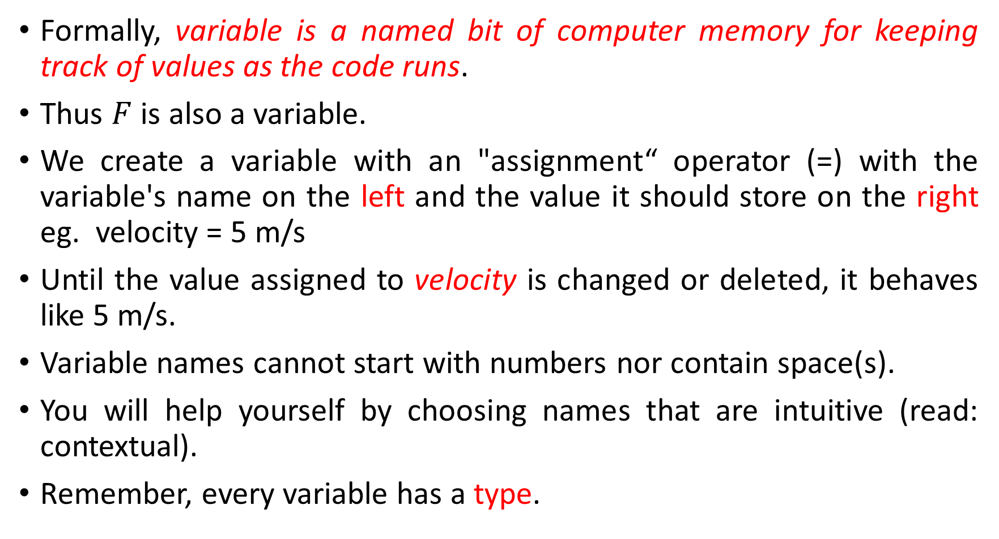 • Formally, variable is a named bit of computer memory for keeping
track of values as the code runs.
• Thus F is also a variable.
• We create a variable with an "assignment“ operator (=) with the
variable's name on the left and the value it should store on the right
eg.  velocity = 5 m/s
• Until the value assigned to velocity is changed or deleted, it behaves
like 5 m/s.
• Variable names cannot start with numbers nor contain space(s).
• You will help yourself by choosing names that are intuitive (read:
contextual).
• Remember, every variable has a type.